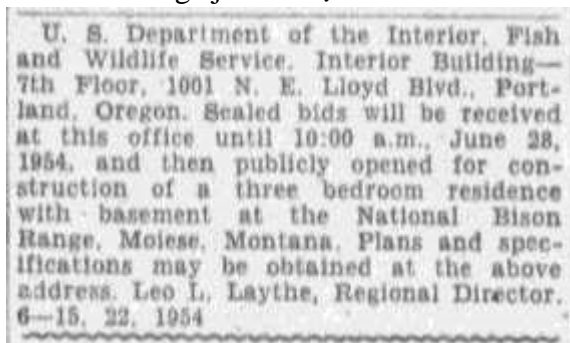 U. S. Department of the Interior, Fish
and Wildlife Service. Interior Building—
7th Floor, 1001 N. E. Lloyd Blvd., Port-
land, Oregon. Sealed bids will be received
at this office until 10:00 a.m., June 28,
1954, and then publicly opened for con-
struction of a three bedroom residence
with basement at the National Bison
Range, Moiese, Montana. Plans and spec-
ifications may be obtained at the above
address. Leo L. Laythe, Regional Director.
6—15, 22, 1954